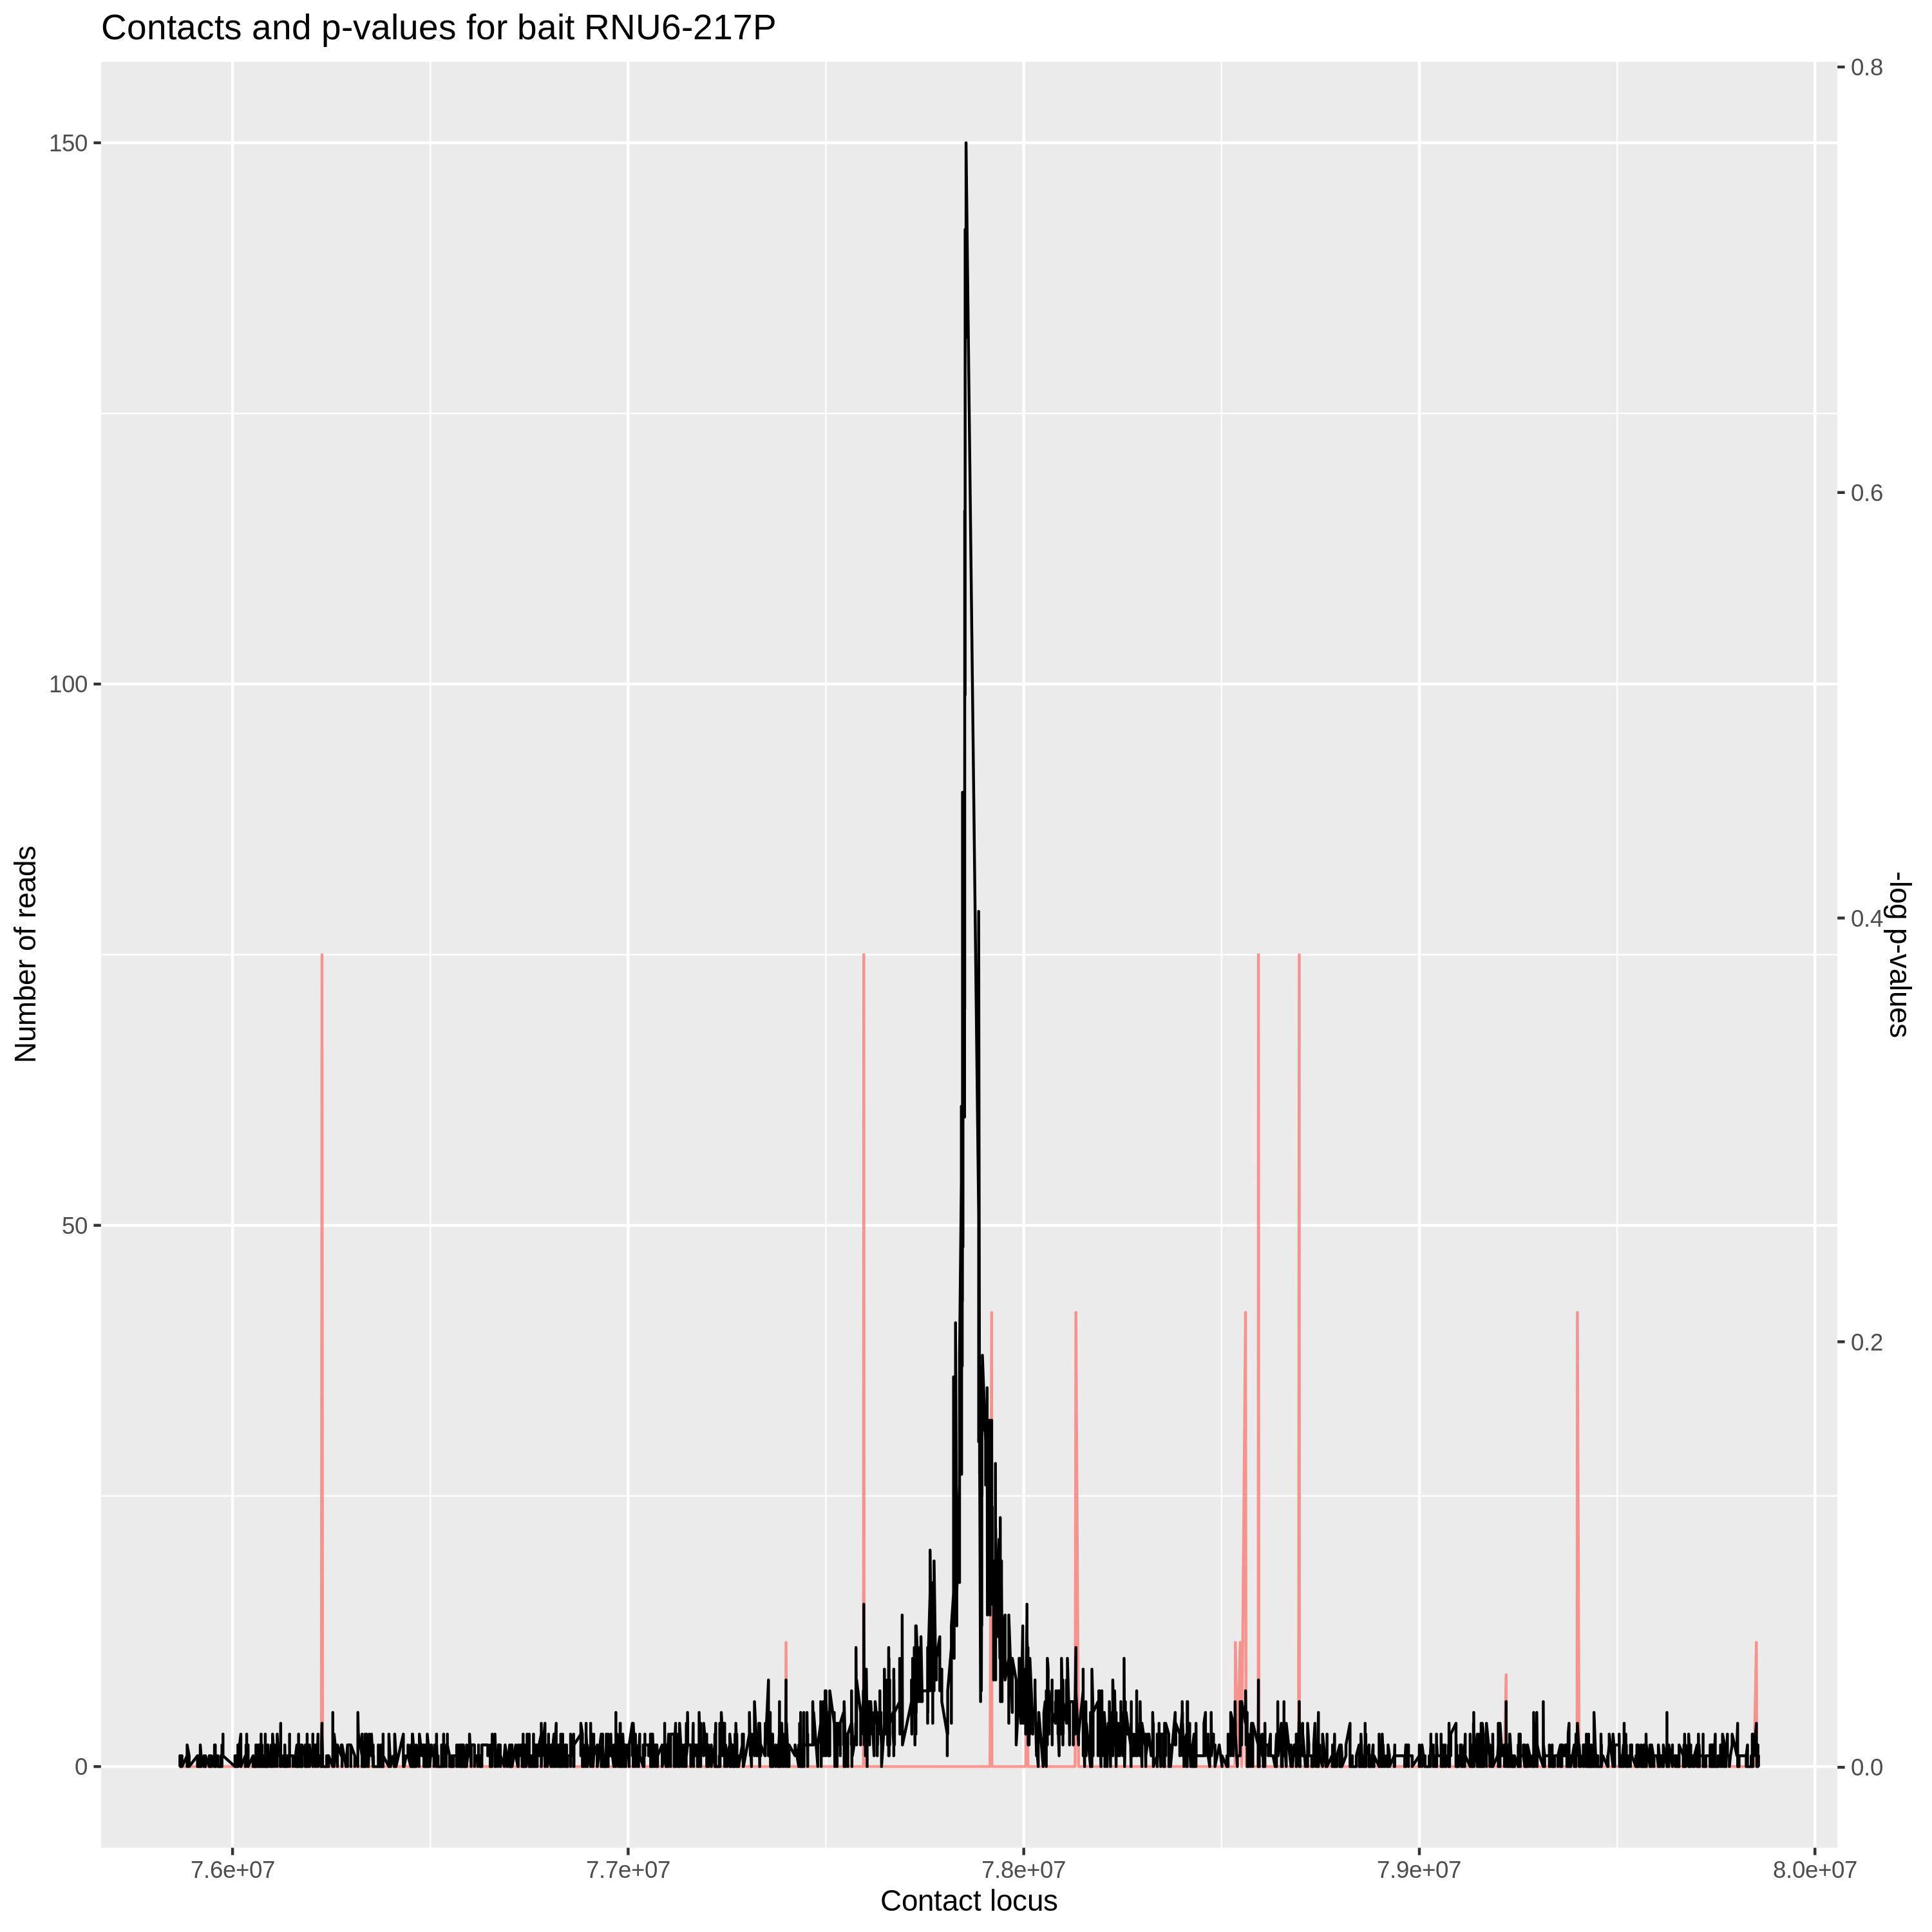 Contacts and p-values for bait RNU6-217P
150
100
50
0
Number of reads
0.8
0.6
0.4
0.2
0.0
-log p-values
7.6e+07
7.7e+07
7.8e+07
7.9e+07
8.0e+07
Contact locus